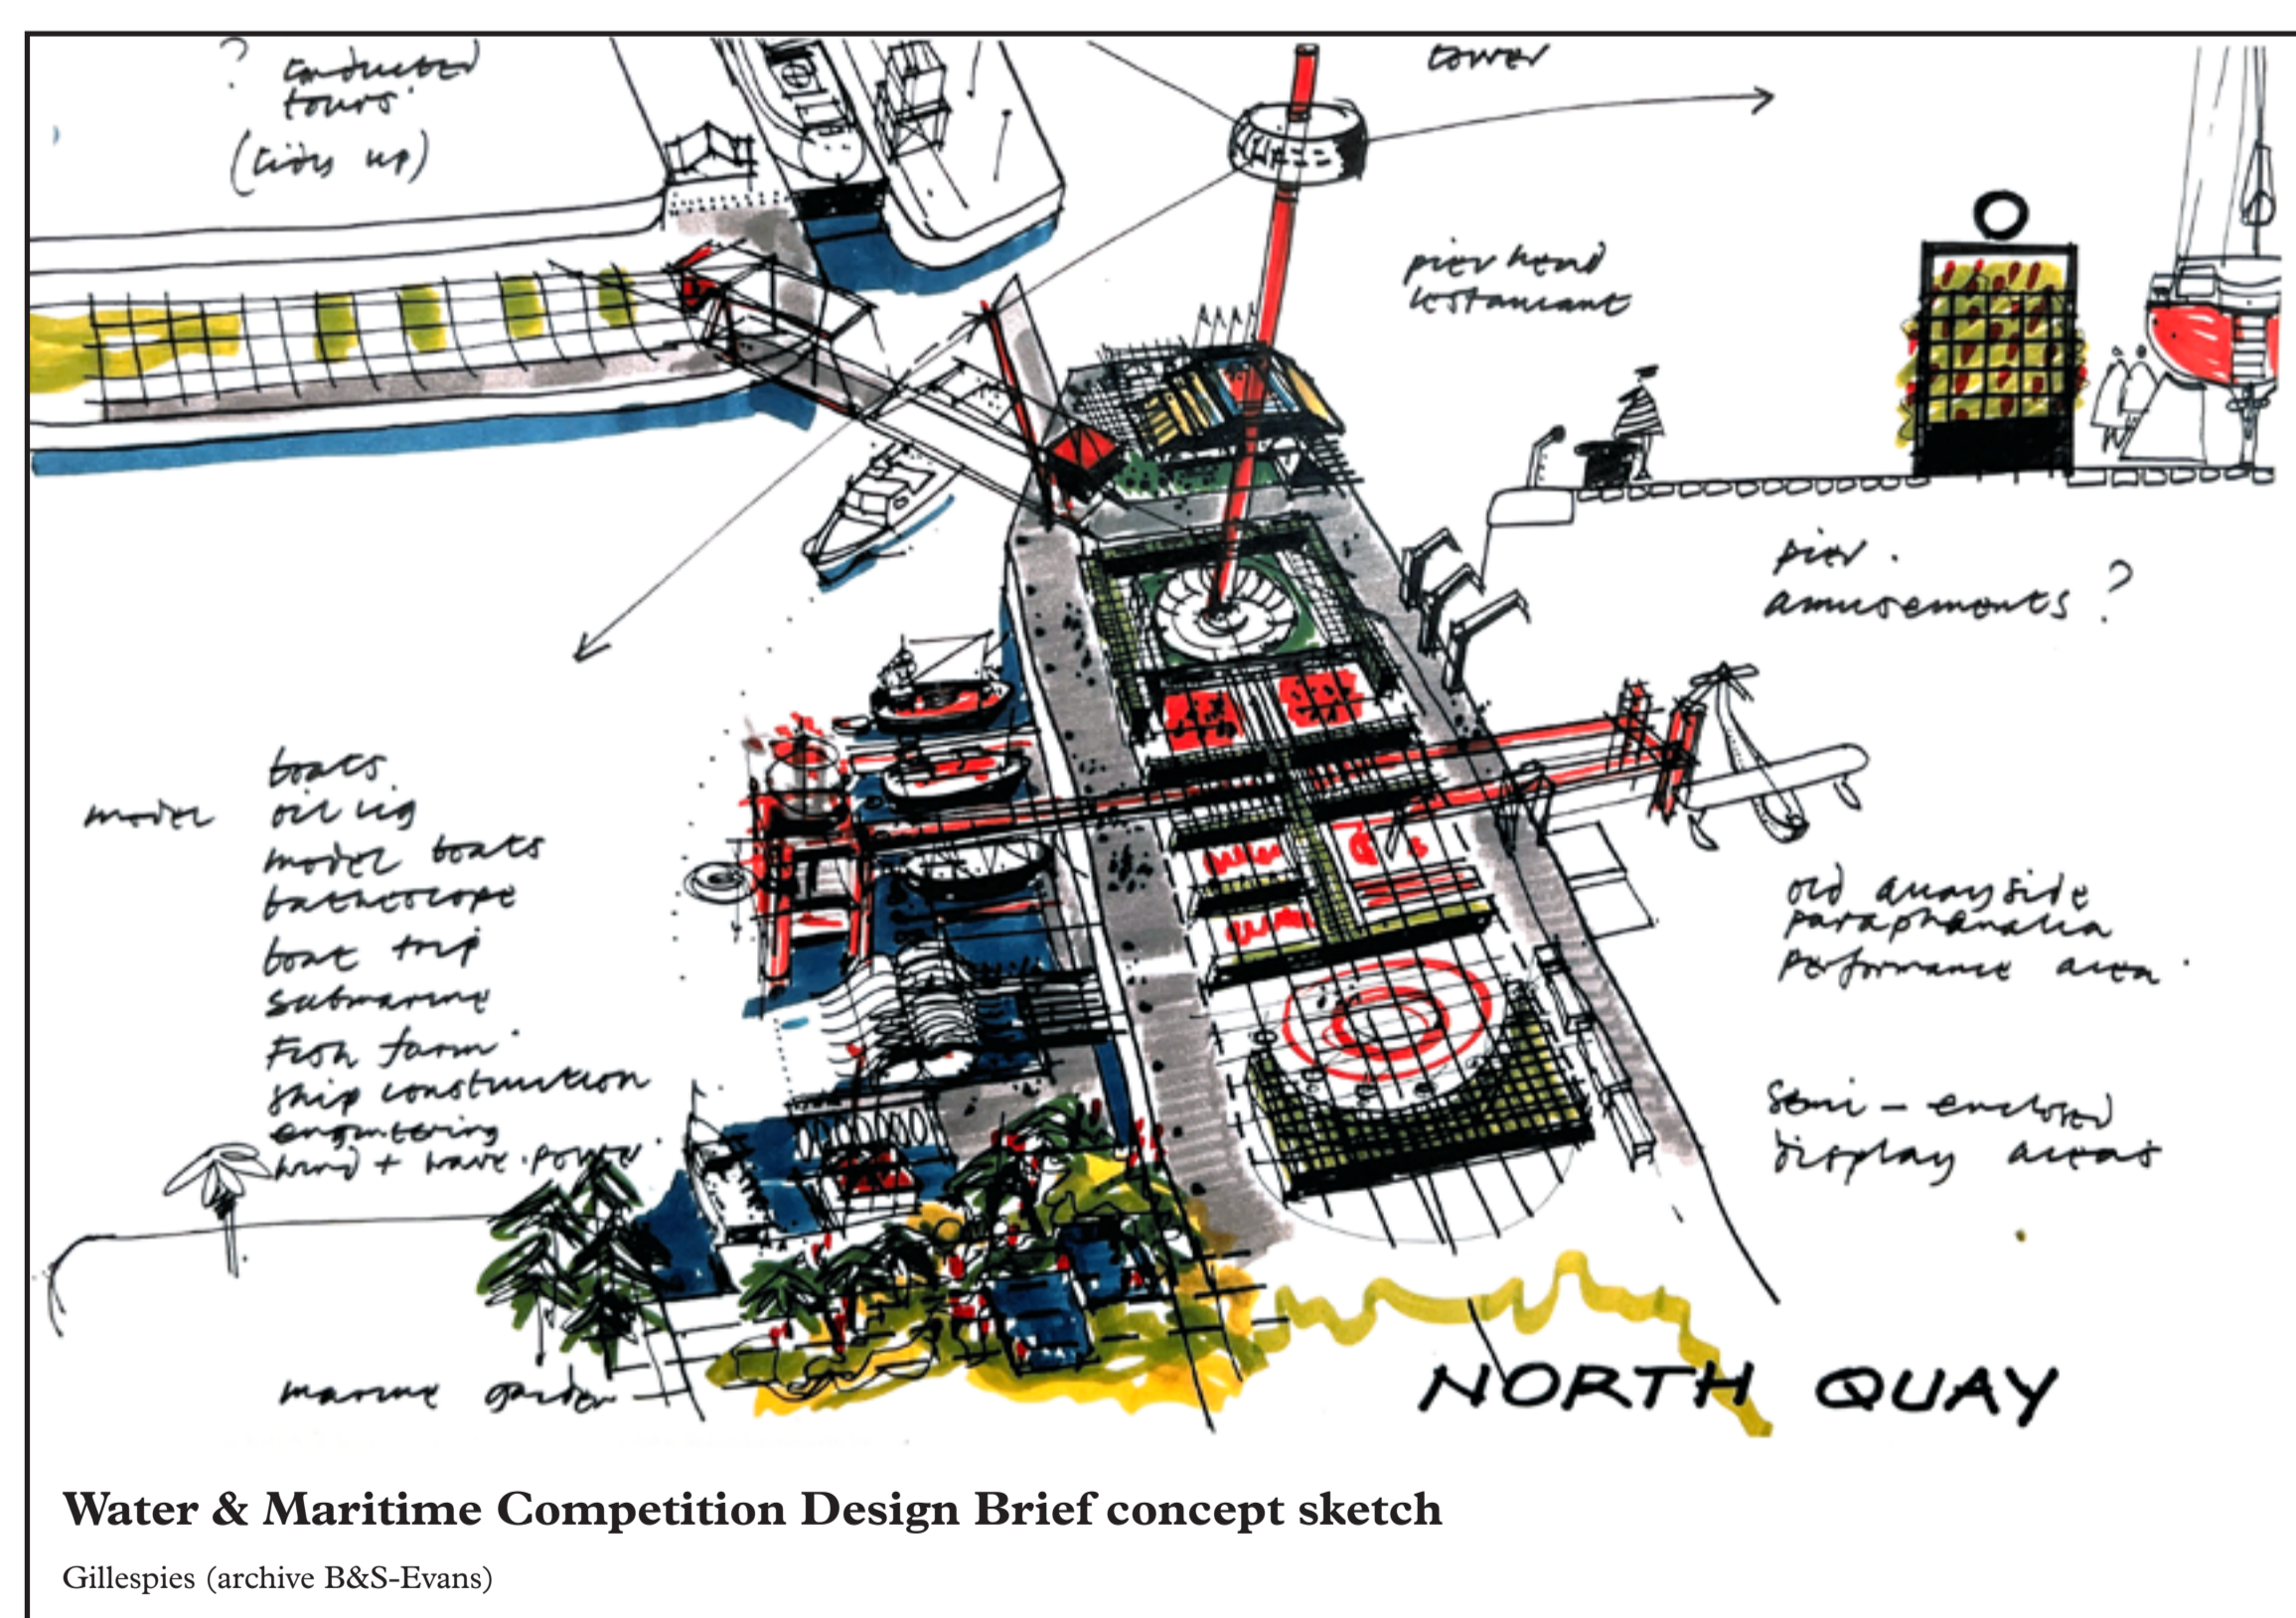 ? conducted
tours
(tidy up)
tower
pier head
restaurant
pier.
amusements ?
boats
model oil rig
model boats
bathescope
boat trip
submarine
Fish farm
ship construction
engineering
wind + wave power
old quayside
paraphanalia
performance area.
semi - enclosed
display areas
marine garden
NORTH QUAY
Water & Maritime Competition Design Brief concept sketch
Gillespies (archive B&S-Evans)